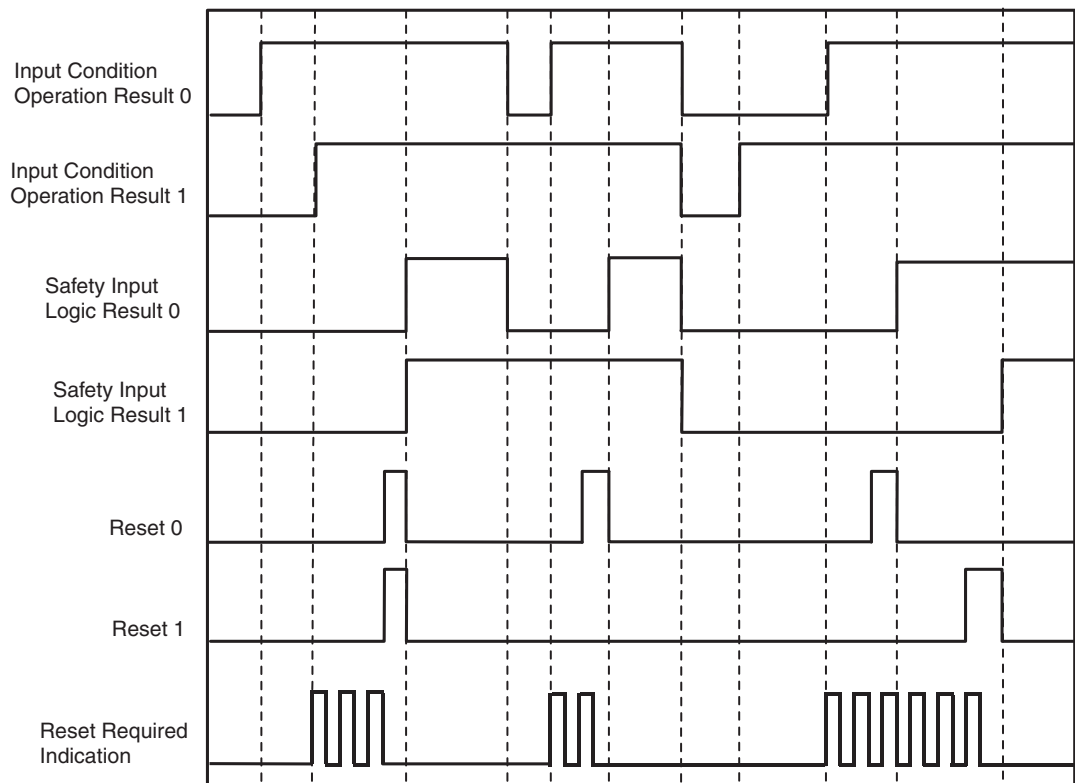 Input Condition
Operation Result 0
Input Condition
Operation Result 1
Safety Input
Logic Result 0
Safety Input
Logic Result 1
Reset 0
Reset 1
Reset Required
Indication